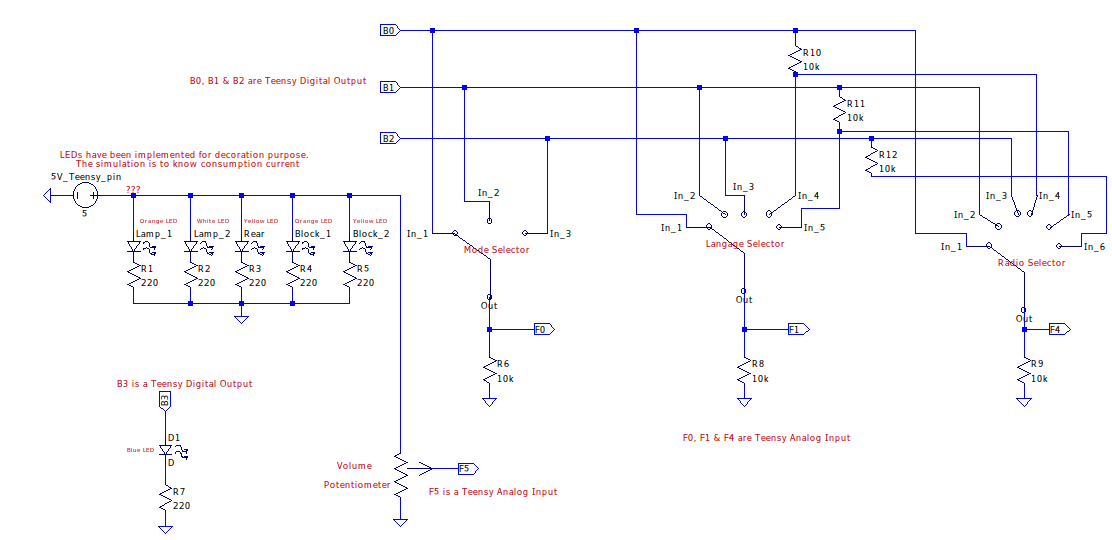 B0
R10
10k
B0, B1 & B2 are Teensy Digital Output
B1
R11
10k
B2
R12
10k
LEDs have been implemented for decoration purpose.
The simulation is to know consumption current
5V_Teensy_pin
???
5
Orange LED
White LED
Yellow LED
Orange LED
Yellow LED
Lamp_1
Lamp_2
Rear
Block_1
Block_2
R1
220
R2
220
R3
220
R4
220
R5
220
In_1
In_2
In_3
Mode Selector
Out
F0
R6
10k
In_1
In_2
In_3
In_4
In_5
Langage Selector
Out
F1
R8
10k
In_1
In_2
In_3
In_4
In_5
In_6
Radio Selector
Out
F4
R9
10k
B3 is a Teensy Digital Output
B3
D1
Blue LED
D
R7
220
Volume
Potentiometer
F5
F5 is a Teensy Analog Input
F0, F1 & F4 are Teensy Analog Input